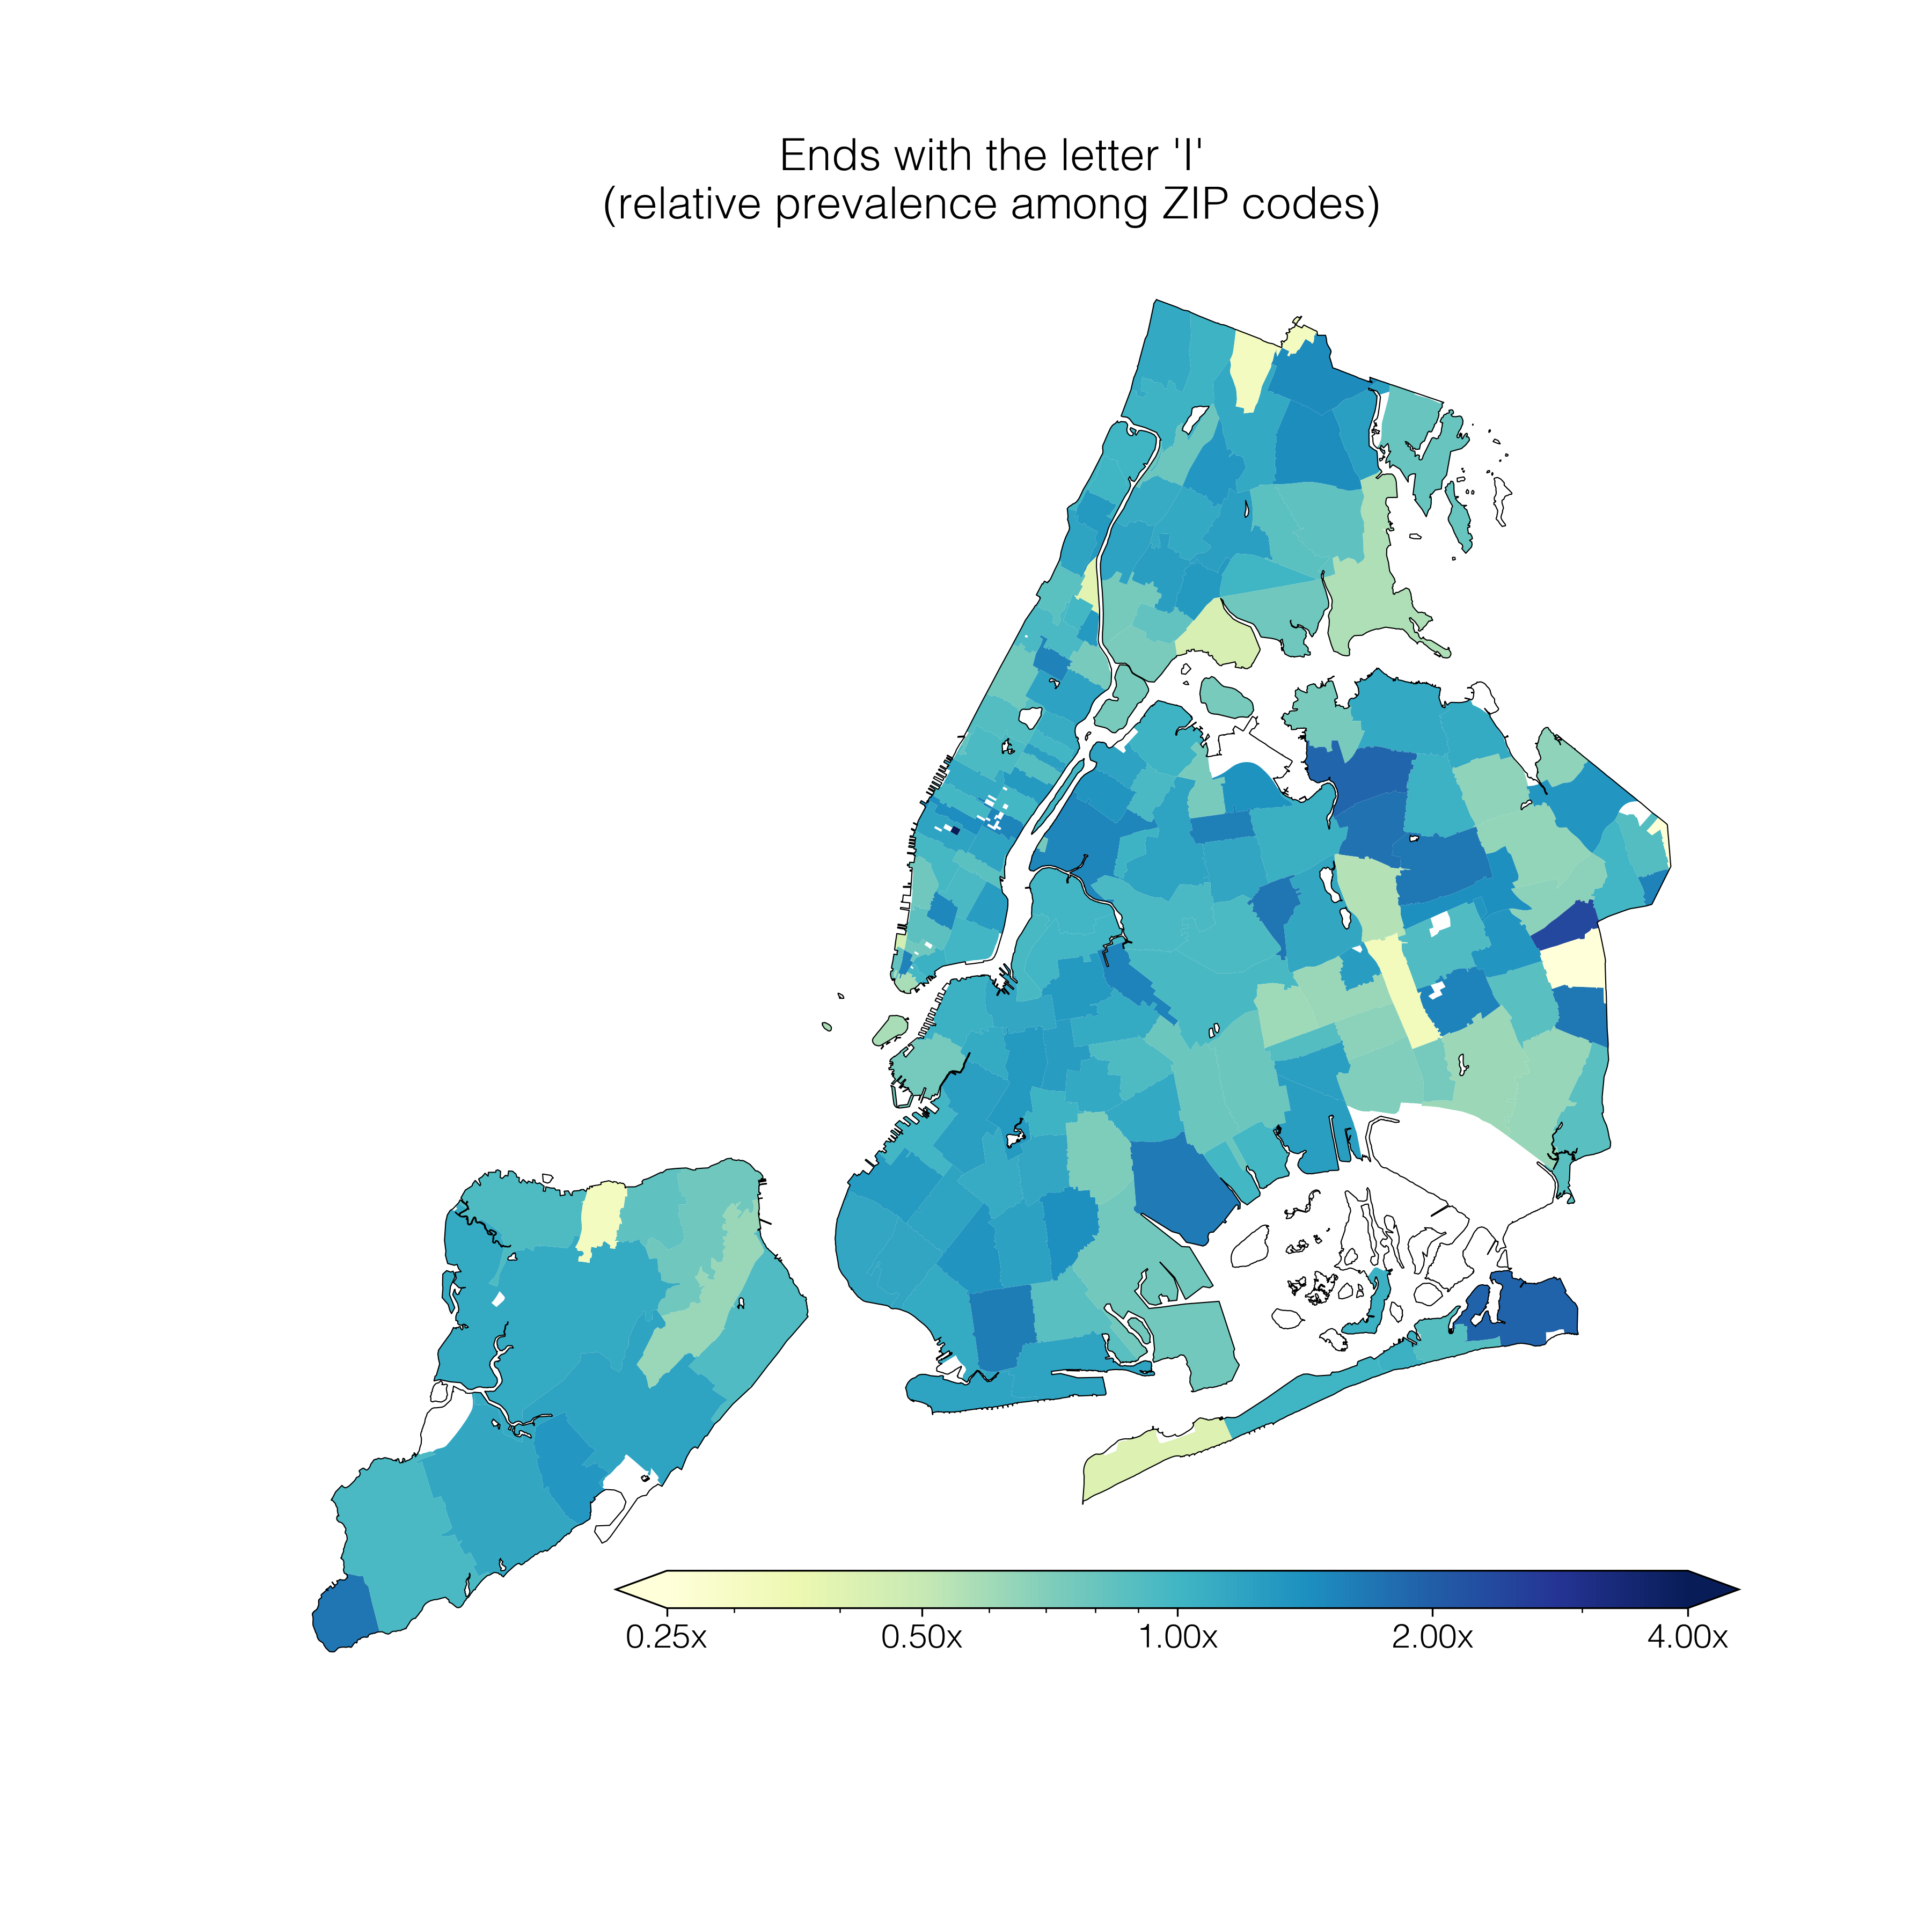 Ends with the letter 'I'
(relative prevalence among ZIP codes)
0.25x
0.50x
1.00x
2.00x
4.00x